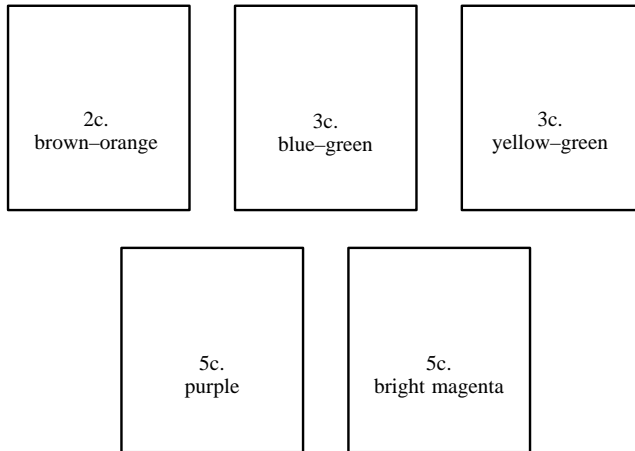 2c.
brown–orange
3c.
blue–green
3c.
yellow–green
5c.
purple
5c.
bright magenta